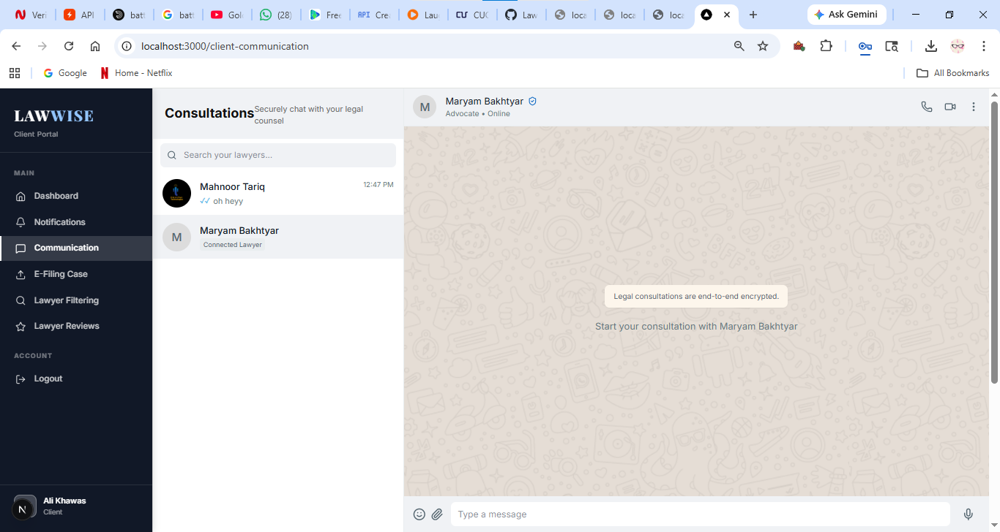 Veri
API
batt
batt
Gol
(28)
Free
API Crea
Lau
CUI CUC
Law
loca
loca
loca
Ask Gemini
localhost:3000/client-communication
Google
Home - Netflix
All Bookmarks
LAWWISE
Client Portal
MAIN
Dashboard
Notifications
Communication
E-Filing Case
Lawyer Filtering
Lawyer Reviews
ACCOUNT
Logout
N
Ali Khawas
Client
Consultations
Securely chat with your legal
counsel
Search your lawyers...
Mahnoor Tariq
12:47 PM
oh heyy
M
Maryam Bakhtyar
Connected Lawyer
M
Maryam Bakhtyar
Advocate • Online
Legal consultations are end-to-end encrypted.
Start your consultation with Maryam Bakhtyar
Type a message